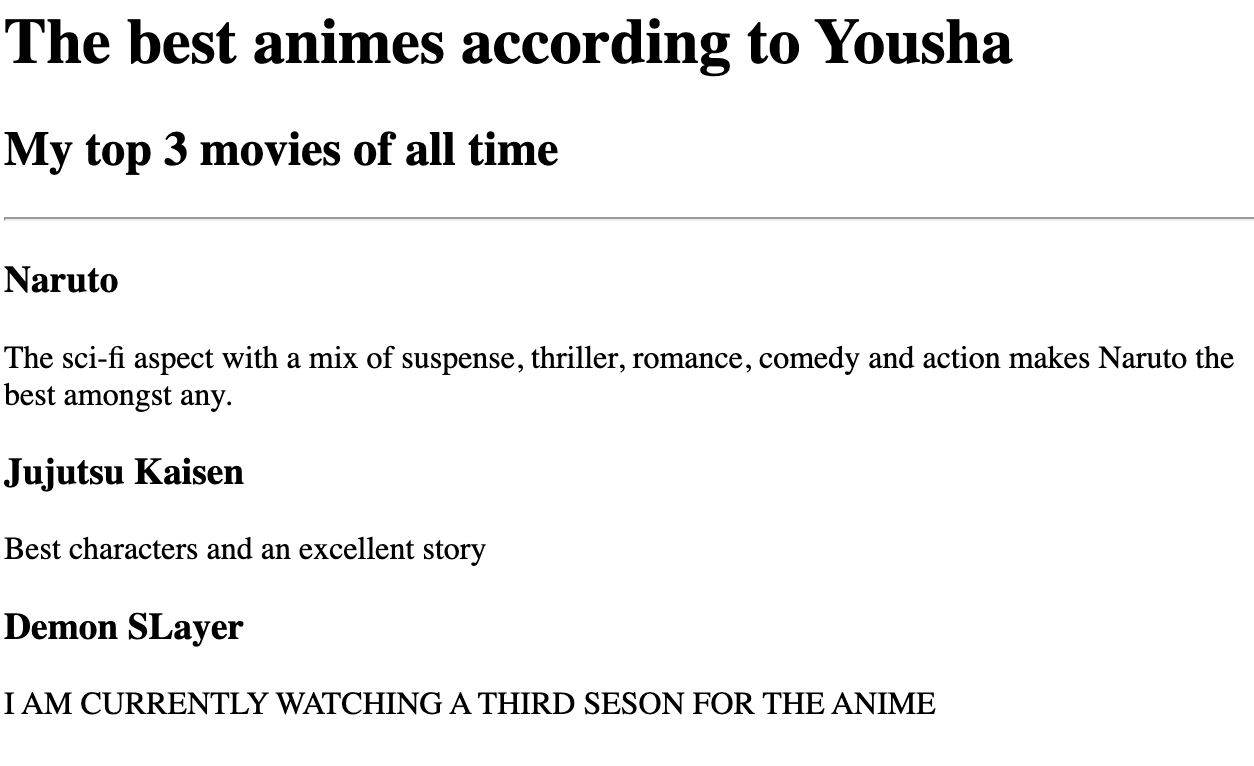 The best animes according to Yousha
My top 3 movies of all time
Naruto
The sci-fi aspect with a mix of suspense, thriller, romance, comedy and action makes Naruto the
best amongst any.
Jujutsu Kaisen
Best characters and an excellent story
Demon SLayer
I AM CURRENTLY WATCHING A THIRD SESON FOR THE ANIME